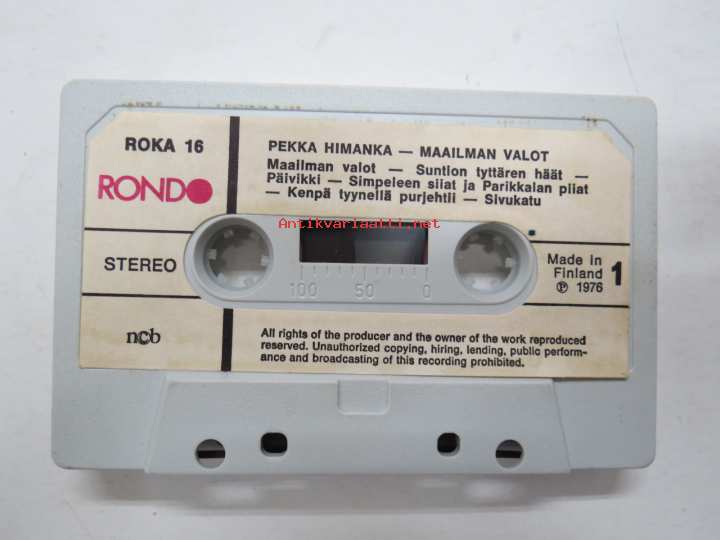 ROKA 16
RONDO
STEREO
ncb
PEKKA HIMANKA — MAAILMAN VALOT
Maailman valot — Suntion tyttären häät —
Päivikki — Simpeleen siiat ja Parikkalan piiat
— Kenpä tyynellä purjehtii — Sivukatu
Antikvariaatti.net
100 50 0
Made in
Finland
℗ 1976
1
All rights of the producer and the owner of the work reproduced
reserved. Unauthorized copying, hiring, lending, public perform-
ance and broadcasting of this recording prohibited.